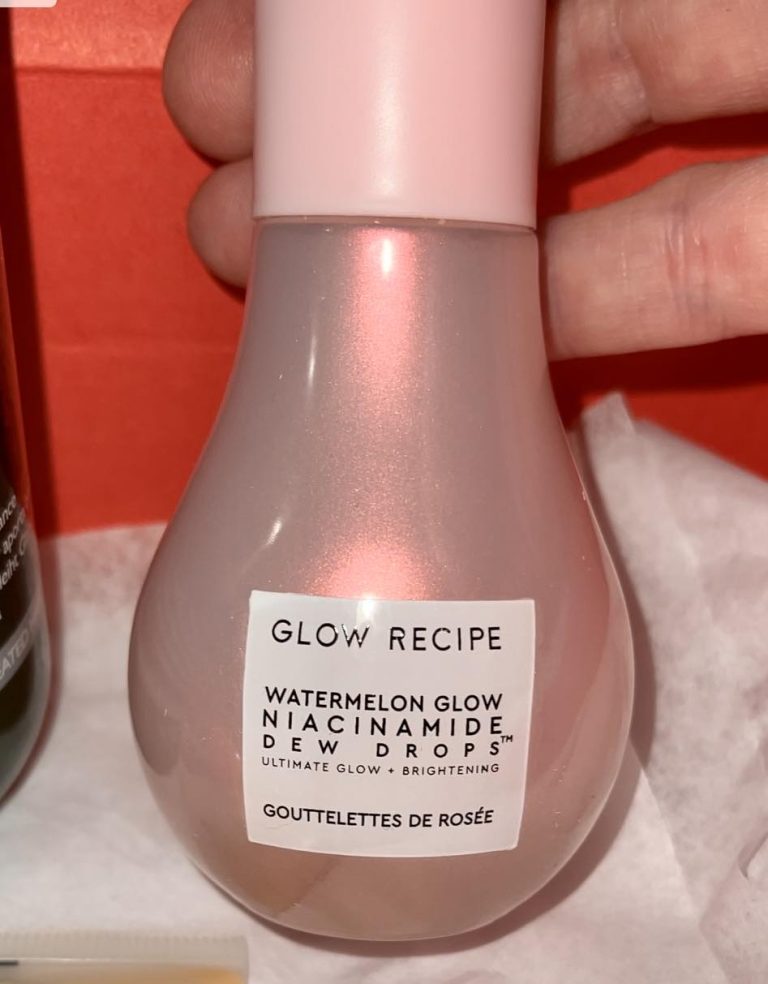 GLOW RECIPE
WATERMELON GLOW
NIACINAMIDE
DEW DROPS™
ULTIMATE GLOW + BRIGHTENING
GOUTTELETTES DE ROSÉE